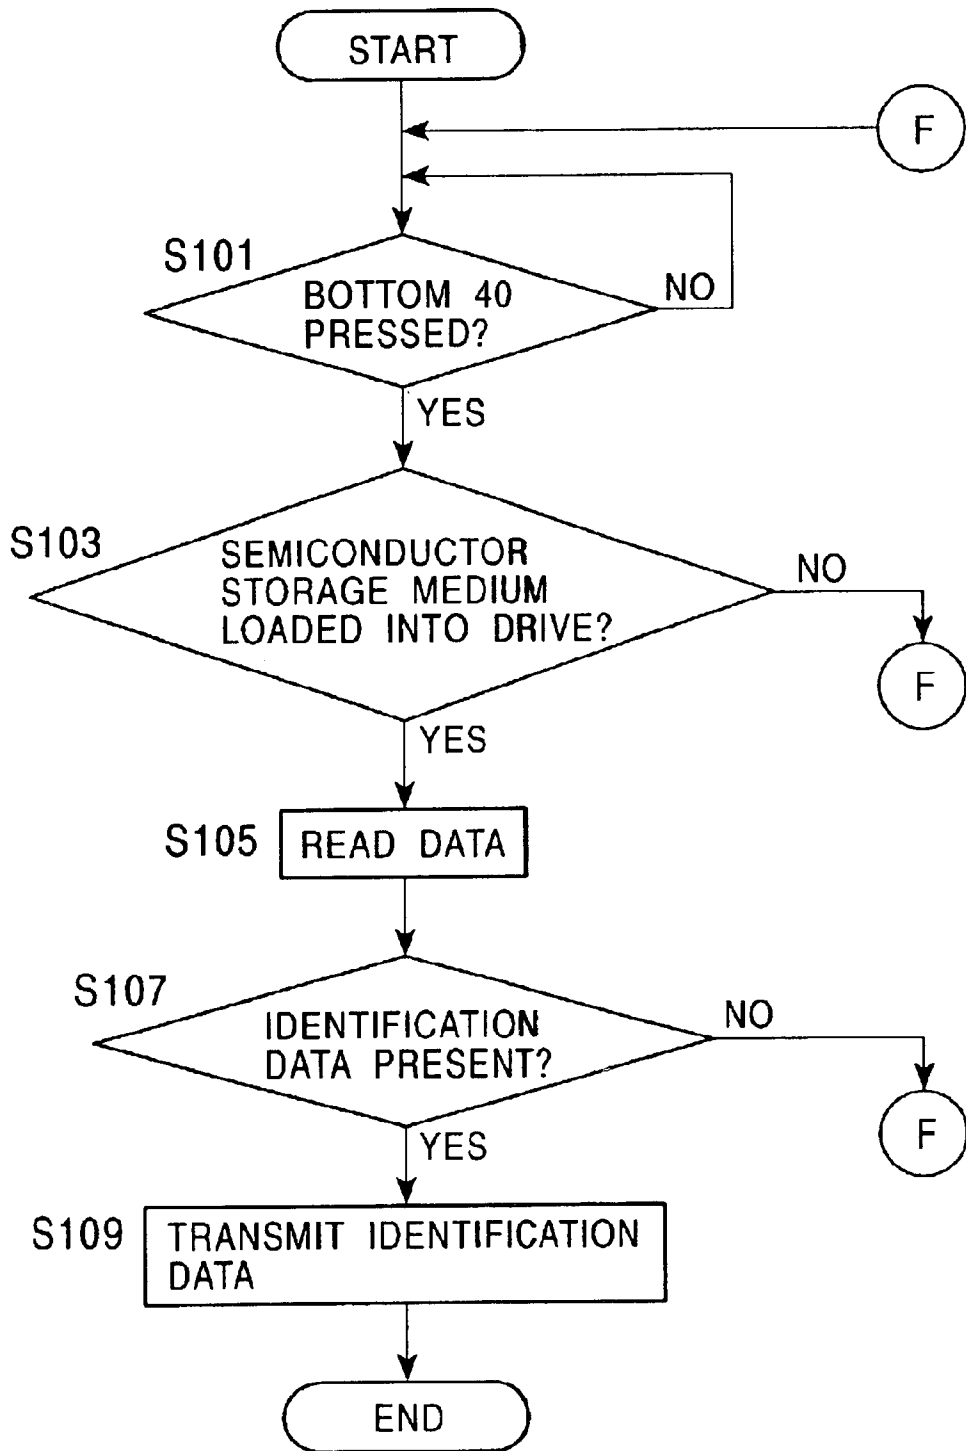 START
F
S101
BOTTOM 40
PRESSED?
NO
YES
S103
SEMICONDUCTOR
STORAGE MEDIUM
LOADED INTO DRIVE?
NO
F
YES
S105
READ DATA
S107
IDENTIFICATION
DATA PRESENT?
NO
F
YES
S109
TRANSMIT IDENTIFICATION
DATA
END